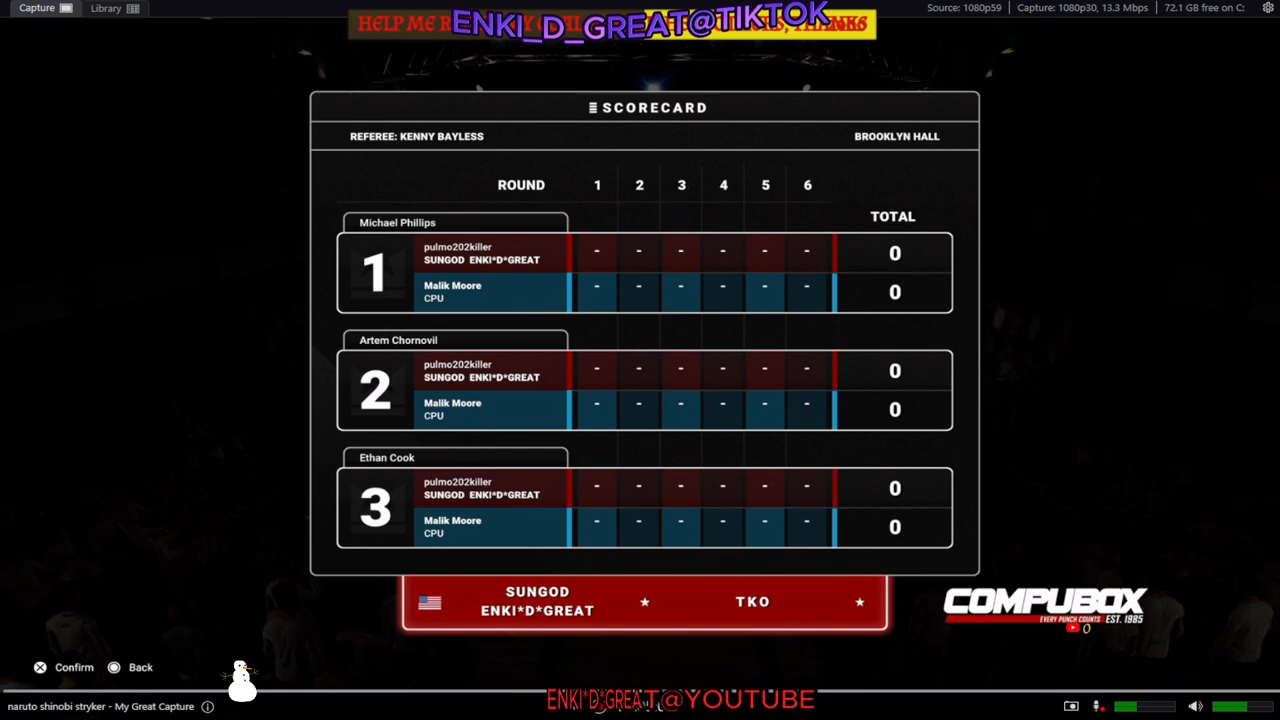 Capture
Library
Source: 1080p59
Capture: 1080p30, 13.3 Mbps
72.1 GB free on C:
HELP ME
ENKI_D_GREAT@TIKTOK
SCORECARD
REFEREE: KENNY BAYLESS
BROOKLYN HALL
ROUND 1 2 3 4 5 6
TOTAL
Michael Phillips
1
pulmo202killer
SUNGOD ENKI*D*GREAT
- - - - - - 0
Malik Moore
CPU
- - - - - - 0
Artem Chornovil
2
pulmo202killer
SUNGOD ENKI*D*GREAT
- - - - - - 0
Malik Moore
CPU
- - - - - - 0
Ethan Cook
3
pulmo202killer
SUNGOD ENKI*D*GREAT
- - - - - - 0
Malik Moore
CPU
- - - - - - 0
SUNGOD
ENKI*D*GREAT
TKO
COMPUBOX
EVERY PUNCH COUNTS EST. 1985
0
Confirm
Back
ENKI*D*GREAT@YOUTUBE
naruto shinobi stryker - My Great Capture